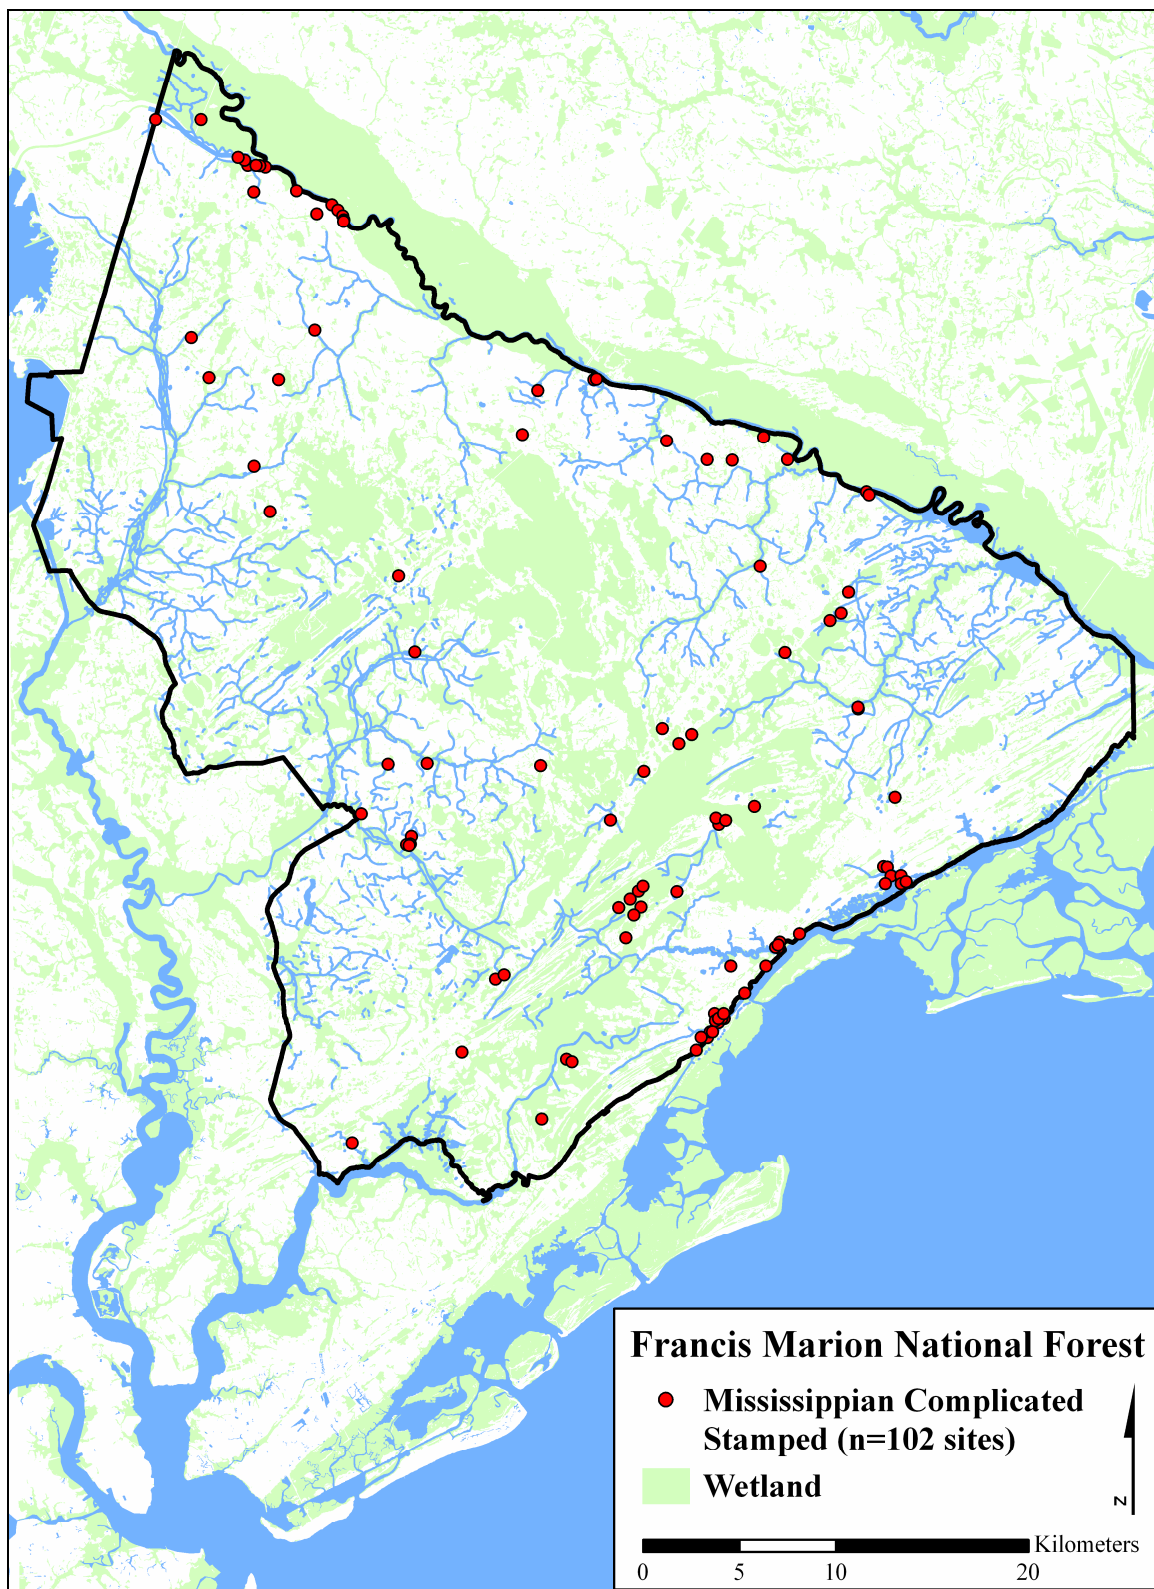 Francis Marion National Forest
Mississippian Complicated
Stamped (n=102 sites)
Wetland
N
Kilometers
0 5 10 20